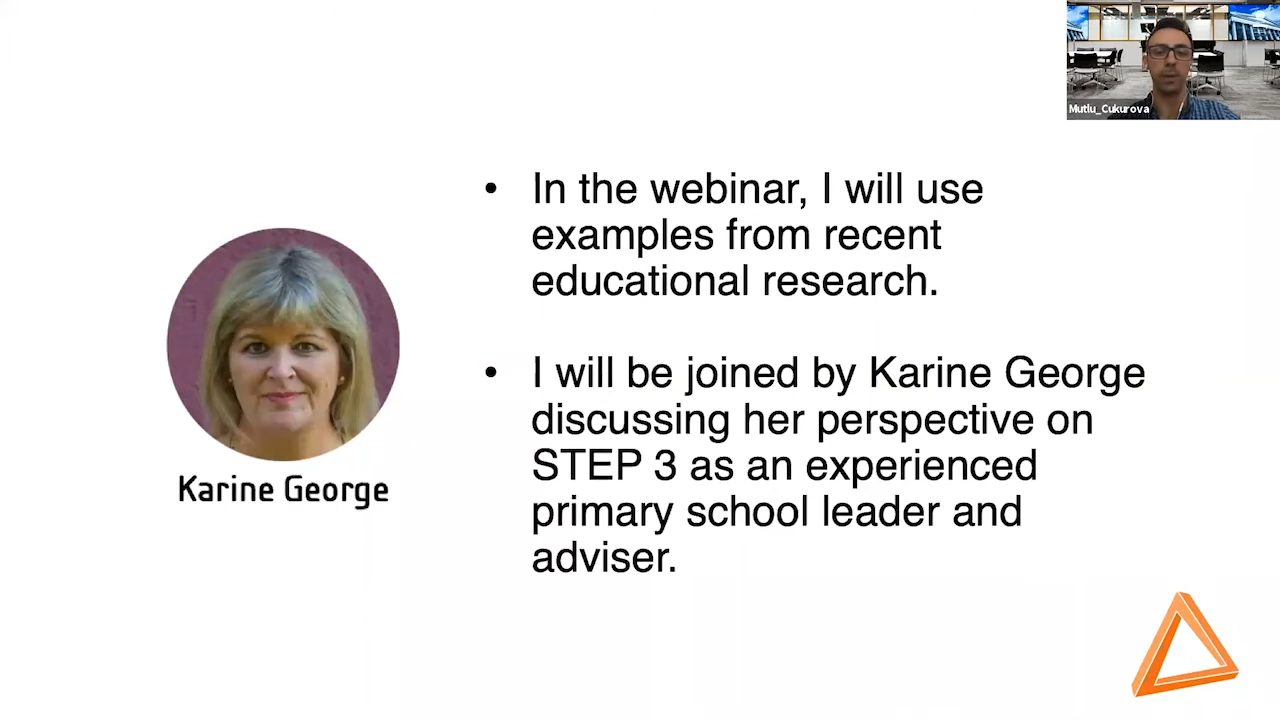 Mutlu_Cukurova
• In the webinar, I will use
examples from recent
educational research.
• I will be joined by Karine George
discussing her perspective on
STEP 3 as an experienced
primary school leader and
adviser.
Karine George